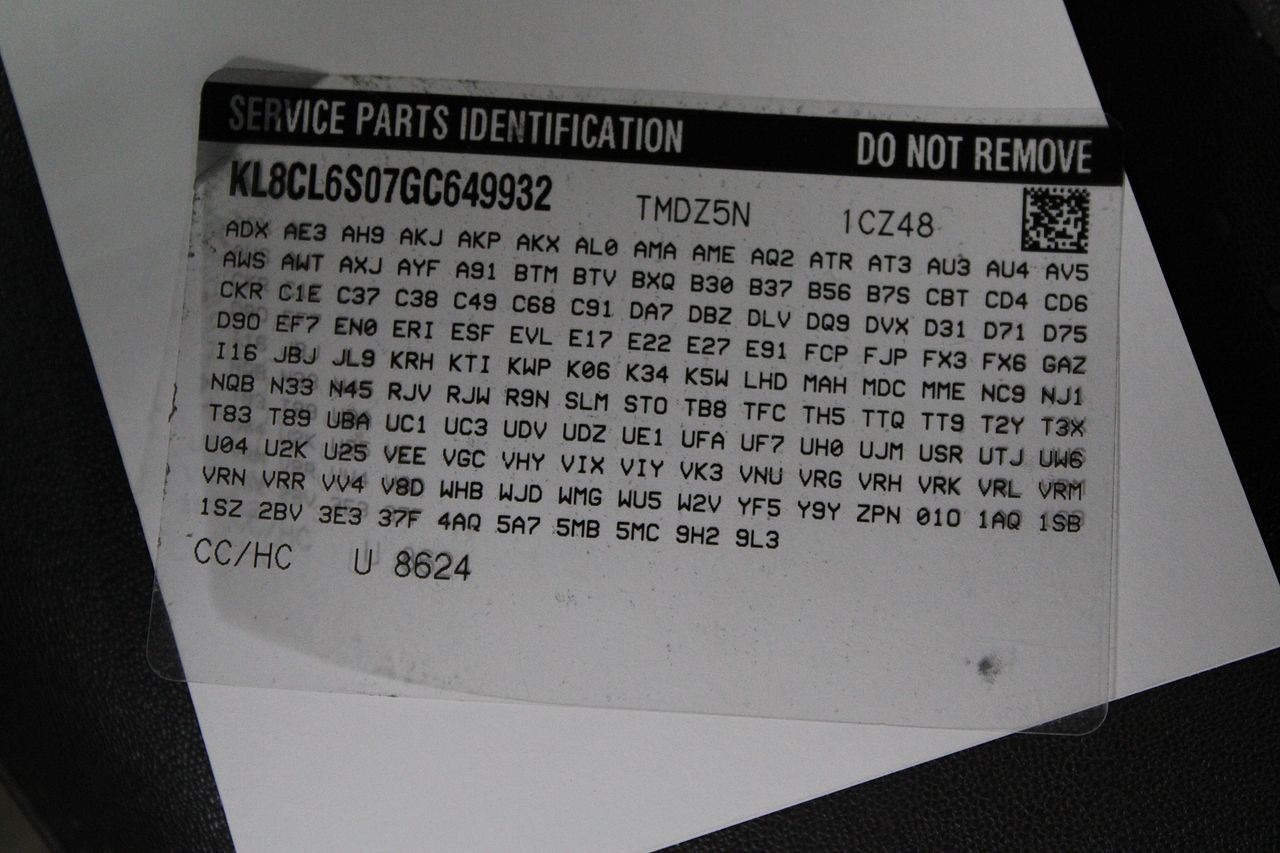 SERVICE PARTS IDENTIFICATION DO NOT REMOVE
KL8CL6S07GC649932 TMDZ5N 1CZ48
ADX AE3 AH9 AKJ AKP AKX AL0 AMA AME AQ2 ATR AT3 AU3 AU4 AV5
AWS AWT AXJ AYF A91 BTM BTV BXQ B30 B37 B56 B7S CBT CD4 CD6
CKR C1E C37 C38 C49 C68 C91 DA7 DBZ DLV DQ9 DVX D31 D71 D75
D90 EF7 EN0 ERI ESF EVL E17 E22 E27 E91 FCP FJP FX3 FX6 GAZ
I16 JBJ JL9 KRH KTI KWP K06 K34 K5W LHD MAH MDC MME NC9 NJ1
NQB N33 N45 RJV RJW R9N SLM STO TB8 TFC TH5 TTQ TT9 T2Y T3X
T83 T89 UBA UC1 UC3 UDV UDZ UE1 UFA UF7 UH0 UJM USR UTJ UW6
U04 U2K U25 VEE VGC VHY VIX VIY VK3 VNU VRG VRH VRK VRL VRM
VRN VRR VV4 V8D WHB WJD WMG WU5 W2V YF5 Y9Y ZPN 010 1AQ 1SB
1SZ 2BV 3E3 37F 4AQ 5A7 5MB 5MC 9H2 9L3
CC/HC U 8624